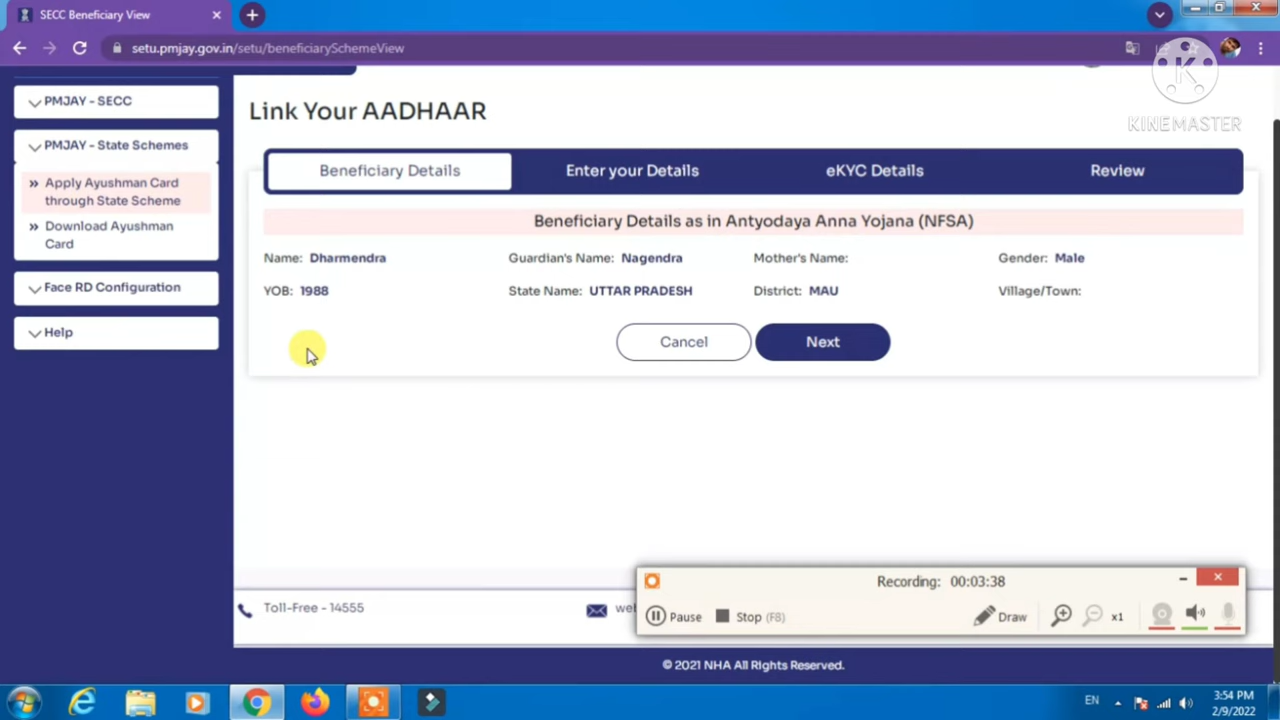 SECC Beneficiary View
setu.pmjay.gov.in/setu/beneficiarySchemeView
KINEMASTER
PMJAY - SECC
PMJAY - State Schemes
Apply Ayushman Card
through State Scheme
Download Ayushman
Card
Face RD Configuration
Help
Link Your AADHAAR
Beneficiary Details Enter your Details eKYC Details Review
Beneficiary Details as in Antyodaya Anna Yojana (NFSA)
Name: Dharmendra Guardian's Name: Nagendra Mother's Name: Gender: Male
YOB: 1988 State Name: UTTAR PRADESH District: MAU Village/Town:
Cancel Next
Recording: 00:03:38
Pause Stop (F8) Draw x1
Toll-Free - 14555
© 2021 NHA All Rights Reserved.
EN
3:54 PM
2/9/2022